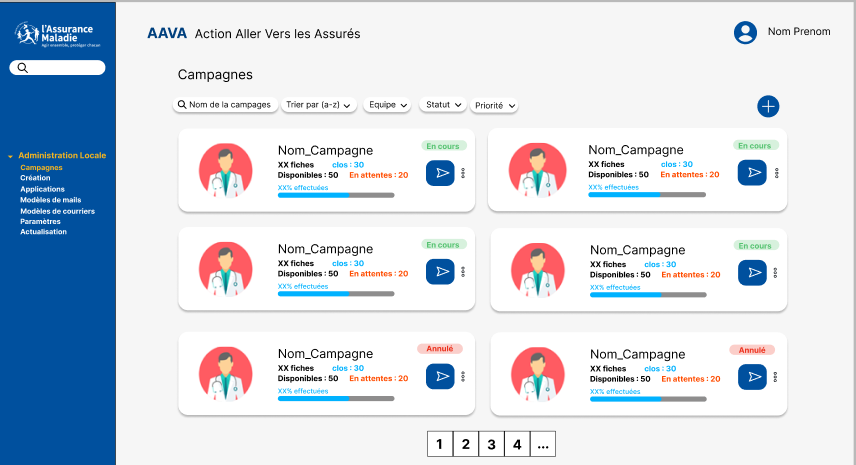 l'Assurance
Maladie
Agir ensemble, protéger chacun
AAVA Action Aller Vers les Assurés
Nom Prenom
Administration Locale
Campagnes
Création
Applications
Modèles de mails
Modèles de courriers
Paramètres
Actualisation
Campagnes
Nom de la campages
Trier par (a-z)
Equipe
Statut
Priorité
Nom_Campagne
En cours
XX fiches clos : 30
Disponibles : 50 En attentes : 20
XX% effectuées
Nom_Campagne
En cours
XX fiches clos : 30
Disponibles : 50 En attentes : 20
XX% effectuées
Nom_Campagne
En cours
XX fiches clos : 30
Disponibles : 50 En attentes : 20
XX% effectuées
Nom_Campagne
En cours
XX fiches clos : 30
Disponibles : 50 En attentes : 20
XX% effectuées
Nom_Campagne
Annulé
XX fiches clos : 30
Disponibles : 50 En attentes : 20
XX% effectuées
Nom_Campagne
Annulé
XX fiches clos : 30
Disponibles : 50 En attentes : 20
XX% effectuées
1 2 3 4 ...